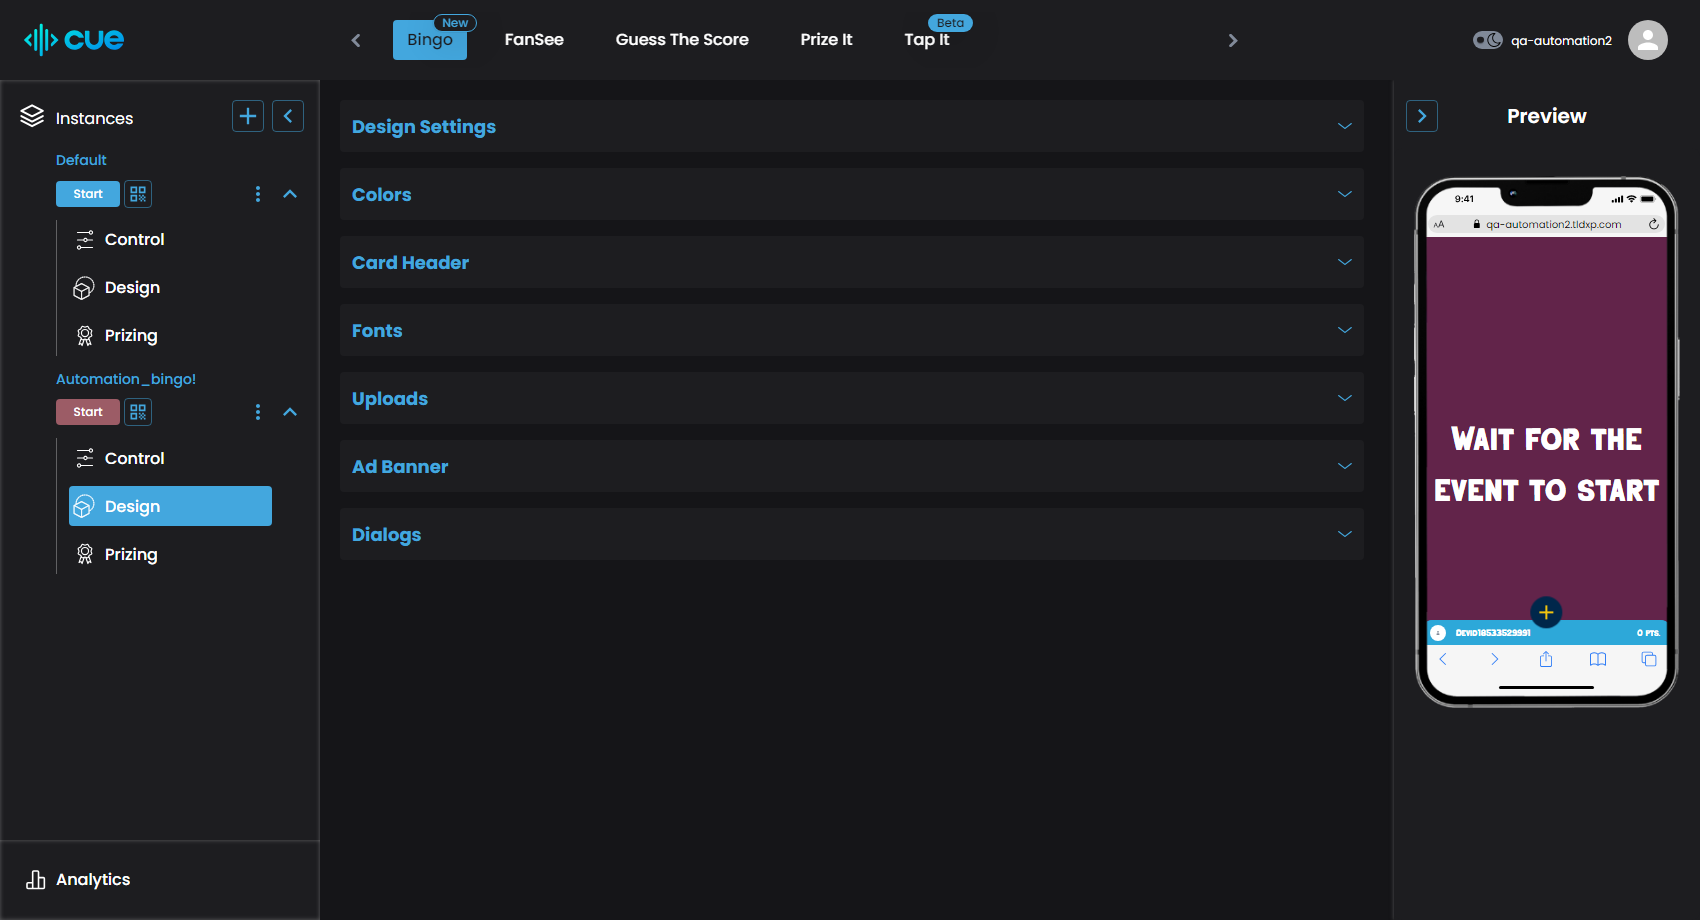 cue
Bingo
New
FanSee
Guess The Score
Prize It
Tap It
Beta
qa-automation2
Instances
Default
Start
Control
Design
Prizing
Automation_bingo!
Start
Control
Design
Prizing
Analytics
Design Settings
Colors
Card Header
Fonts
Uploads
Ad Banner
Dialogs
Preview
9:41
AA qa-automation2.tldxp.com
WAIT FOR THE
EVENT TO START
0 PTS.